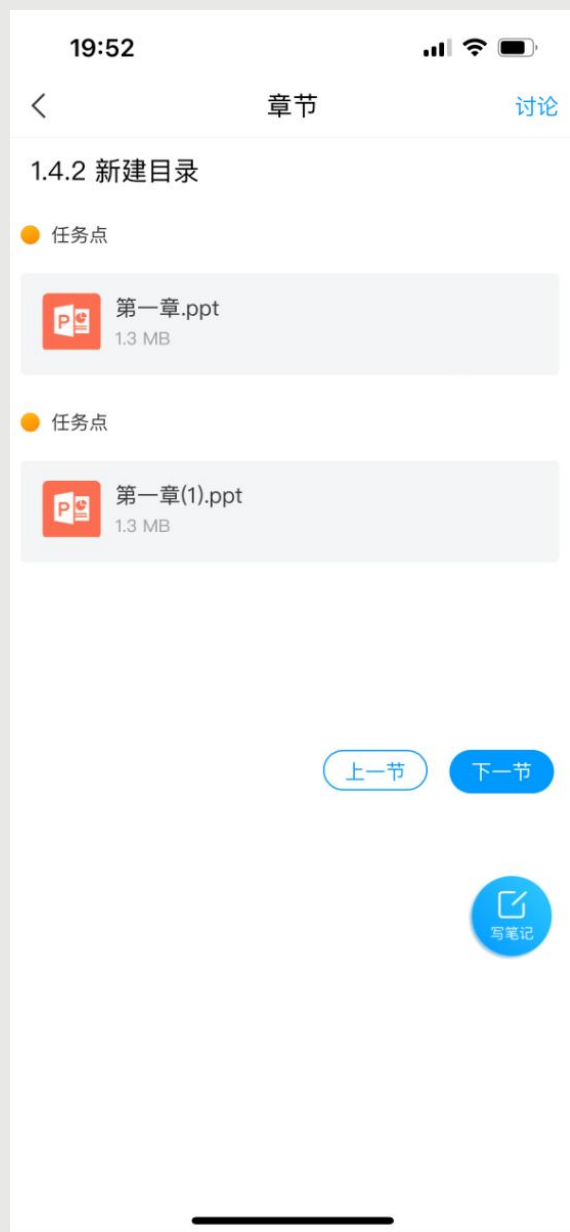 19:52
章节
讨论
1.4.2 新建目录
任务点
第一章.ppt
1.3 MB
任务点
第一章(1).ppt
1.3 MB
上一节
下一节
写笔记